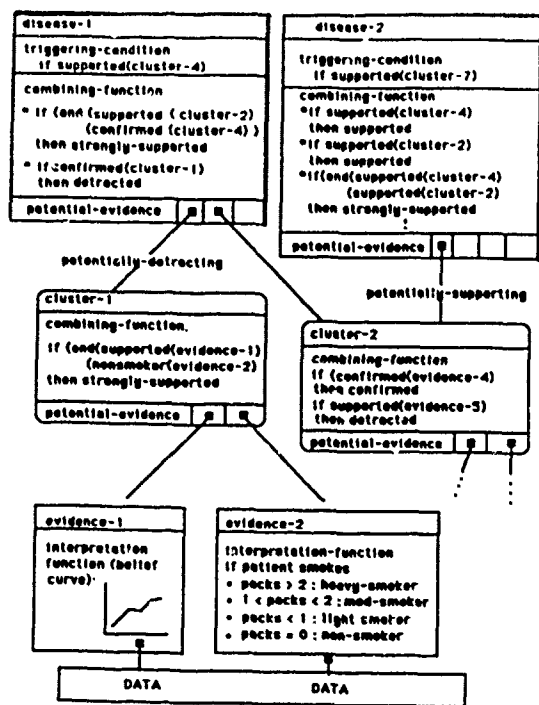 disease-1
triggering-condition
if supported(cluster-4)
combining-function
* if (and (supported (cluster-2)
(confirmed (cluster-4) )
then strongly-supported
* if confirmed(cluster-1)
then detracted
potential-evidence
disease-2
triggering-condition
if supported(cluster-7)
combining-function
*if supported(cluster-4)
then supported
*if supported(cluster-2)
then supported
*if(and(supported(cluster-4)
(supported(cluster-2)
then strongly-supported
potential-evidence
potentially-detracting
potentially-supporting
cluster-1
combining-function.
if (and(supported(evidence-1)
(nonsmoker(evidence-2)
then strongly-supported
potential-evidence
cluster-2
combining-function
if (confirmed(evidence-4)
then confirmed
if supported(evidence-5)
then detracted
potential-evidence
evidence-1
interpretation
function (belief
curve)
evidence-2
interpretation-function
if patient smokes
• packs > 2 : heavy-smoker
• 1 < packs < 2 : mod-smoker
• packs < 1 : light smoker
• packs = 0 : non-smoker
DATA
DATA